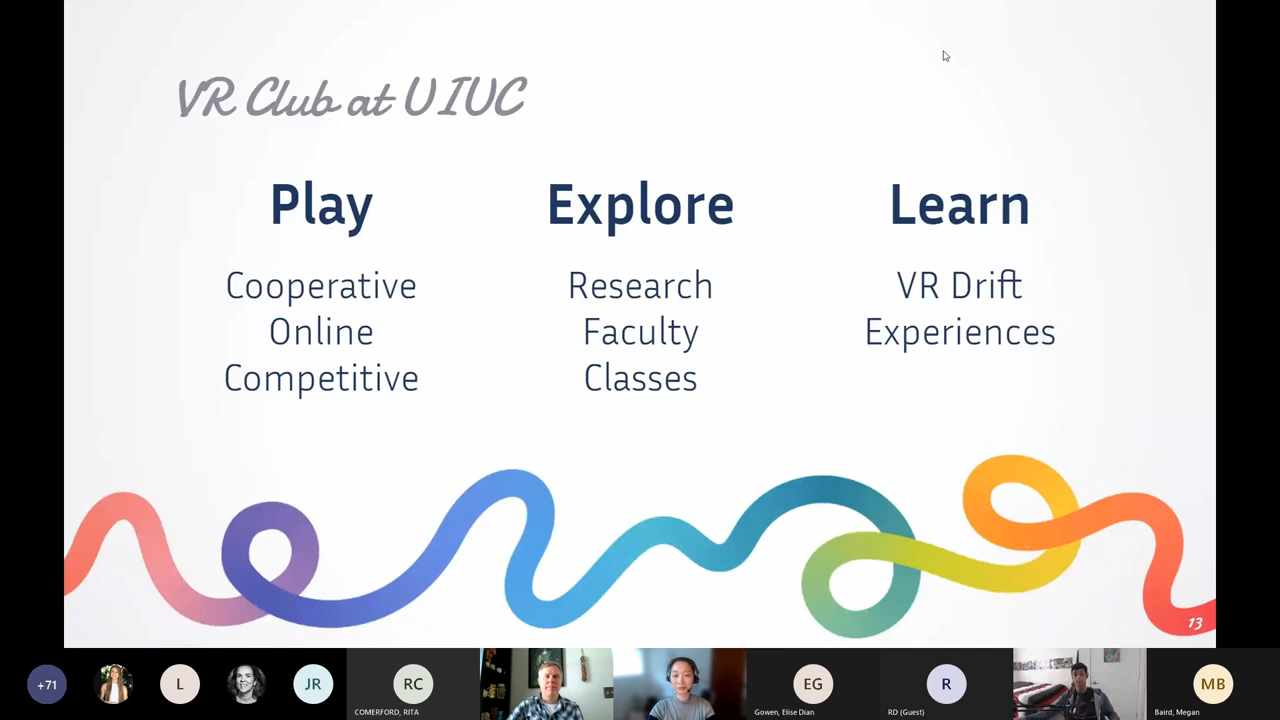 VR Club at UIUC
Play
Cooperative
Online
Competitive
Explore
Research
Faculty
Classes
Learn
VR Drift
Experiences
13
+71
L
JR
RC
COMERFORD, RITA
EG
Gowen, Elise Dian
R
RD (Guest)
MB
Baird, Megan